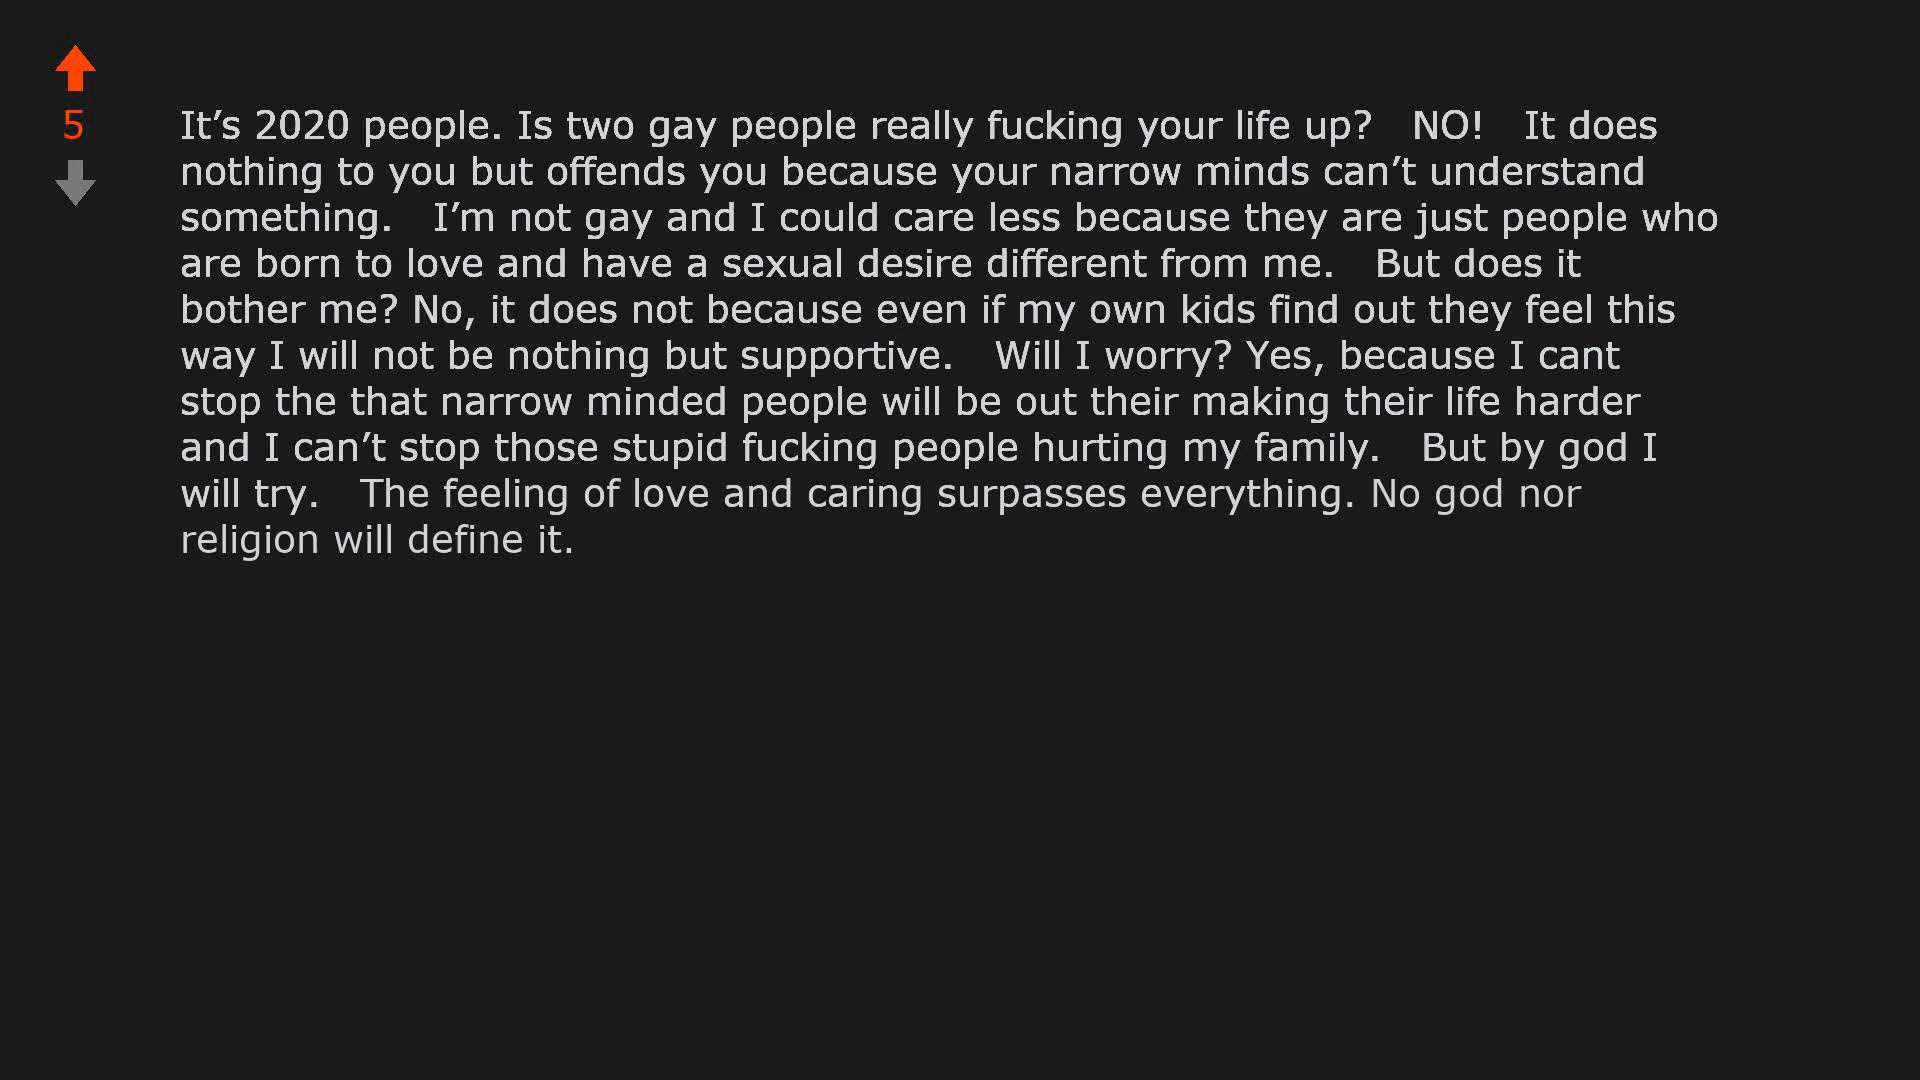 5
It’s 2020 people. Is two gay people really fucking your life up?   NO!   It does
nothing to you but offends you because your narrow minds can’t understand
something.   I’m not gay and I could care less because they are just people who
are born to love and have a sexual desire different from me.   But does it
bother me? No, it does not because even if my own kids find out they feel this
way I will not be nothing but supportive.   Will I worry? Yes, because I cant
stop the that narrow minded people will be out their making their life harder
and I can’t stop those stupid fucking people hurting my family.   But by god I
will try.   The feeling of love and caring surpasses everything. No god nor
religion will define it.